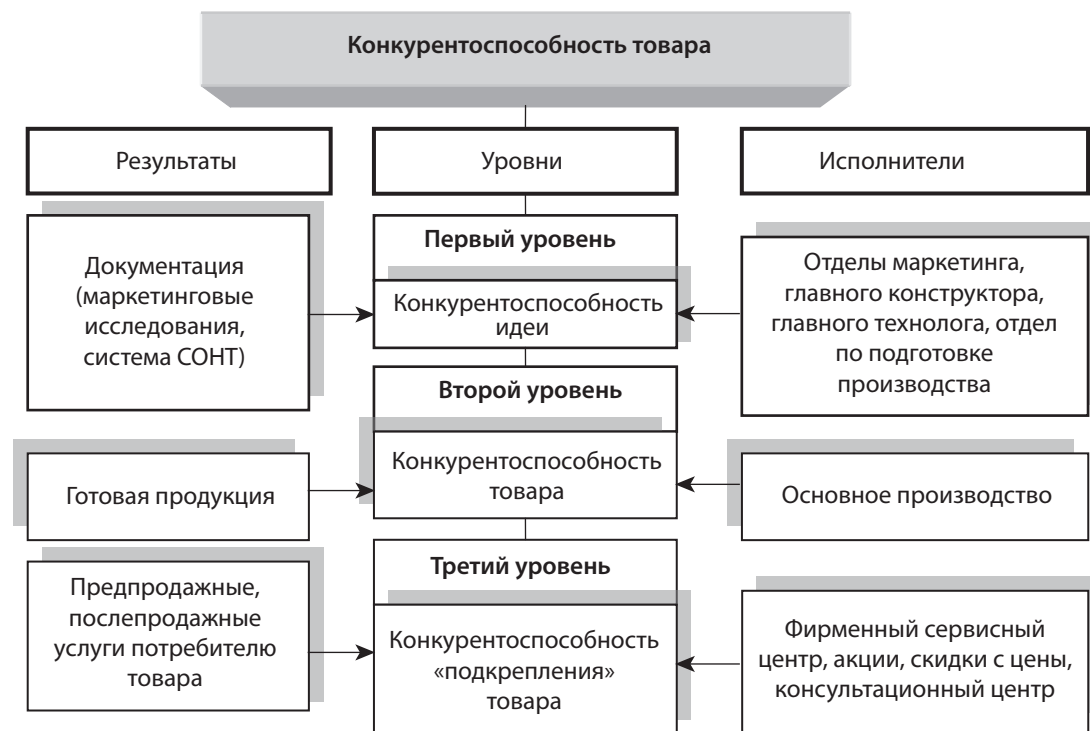 Конкурентоспособность товара
Результаты
Уровни
Исполнители
Документация
(маркетинговые
исследования,
система СОНТ)
Первый уровень
Конкурентоспособность
идеи
Отделы маркетинга,
главного конструктора,
главного технолога, отдел
по подготовке
производства
Готовая продукция
Второй уровень
Конкурентоспособность
товара
Основное производство
Предпродажные,
послепродажные
услуги потребителю
товара
Третий уровень
Конкурентоспособность
«подкрепления»
товара
Фирменный сервисный
центр, акции, скидки с цены,
консультационный центр